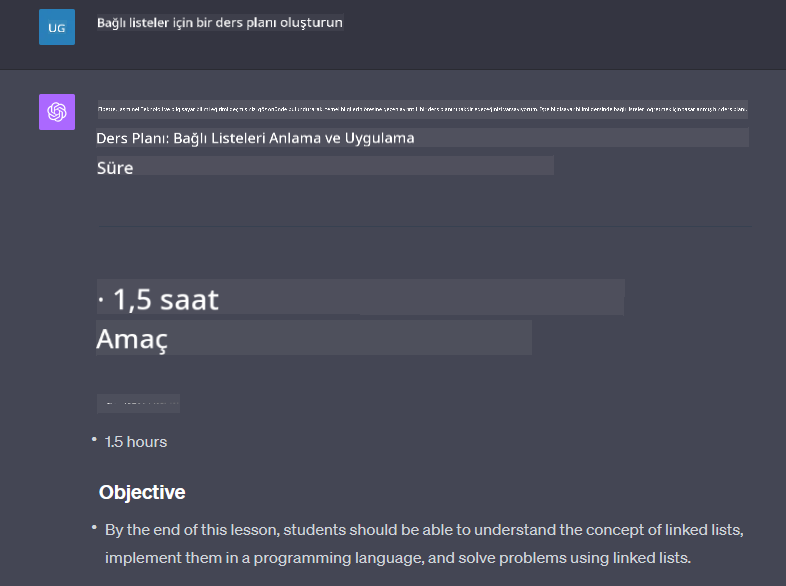 UG
Bağlı listeler için bir ders planı oluşturun
Ders Planı: Bağlı Listeleri Anlama ve Uygulama
Süre
· 1,5 saat
Amaç
• 1.5 hours
Objective
• By the end of this lesson, students should be able to understand the concept of linked lists,
implement them in a programming language, and solve problems using linked lists.